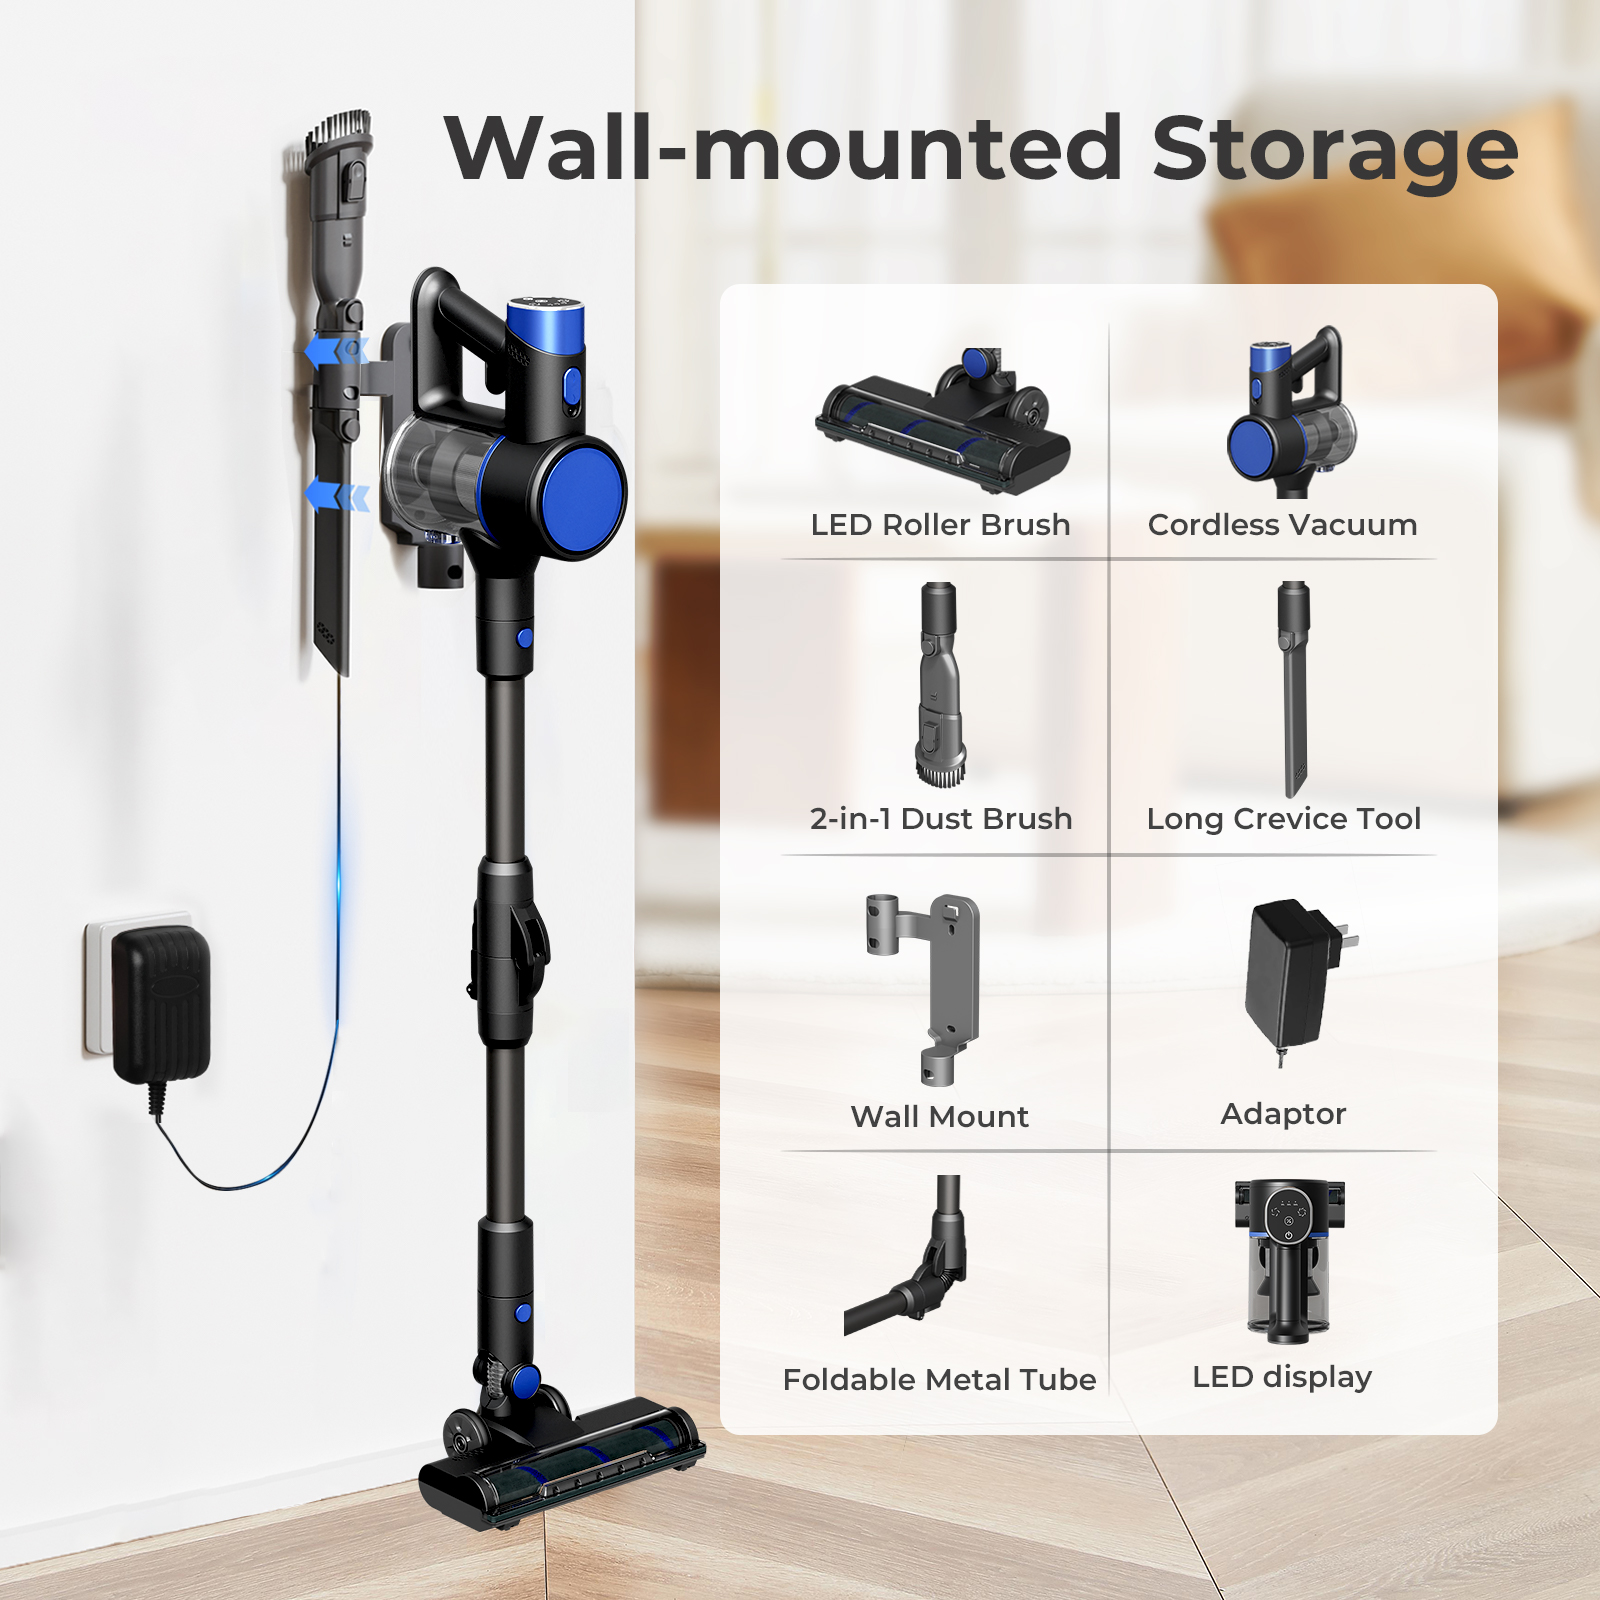 Wall-mounted Storage
LED Roller Brush
Cordless Vacuum
2-in-1 Dust Brush
Long Crevice Tool
Wall Mount
Adaptor
Foldable Metal Tube
LED display